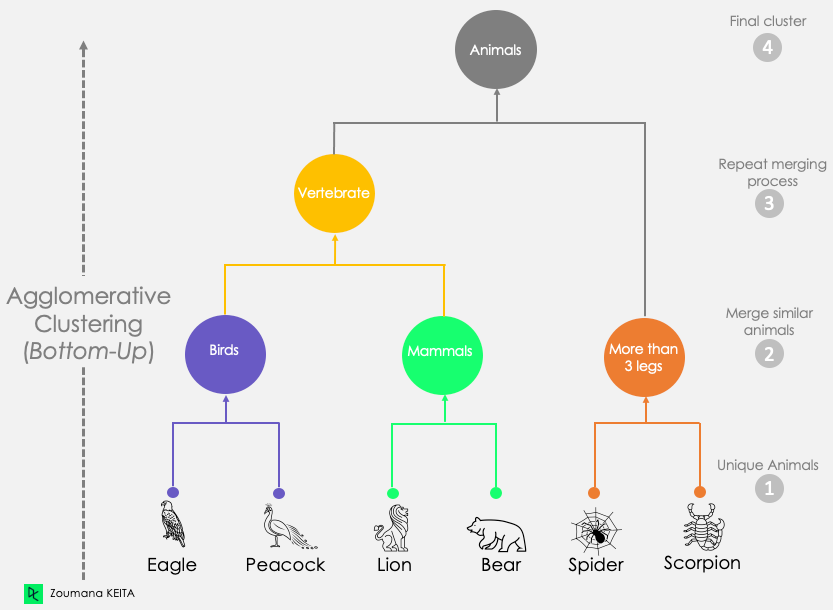 Final cluster
4
Animals
Repeat merging
process
3
Vertebrate
Agglomerative
Clustering
(Bottom-Up)
Merge similar
animals
2
Birds
Mammals
More than
3 legs
Unique Animals
1
Eagle
Peacock
Lion
Bear
Spider
Scorpion
DC Zoumana KEITA